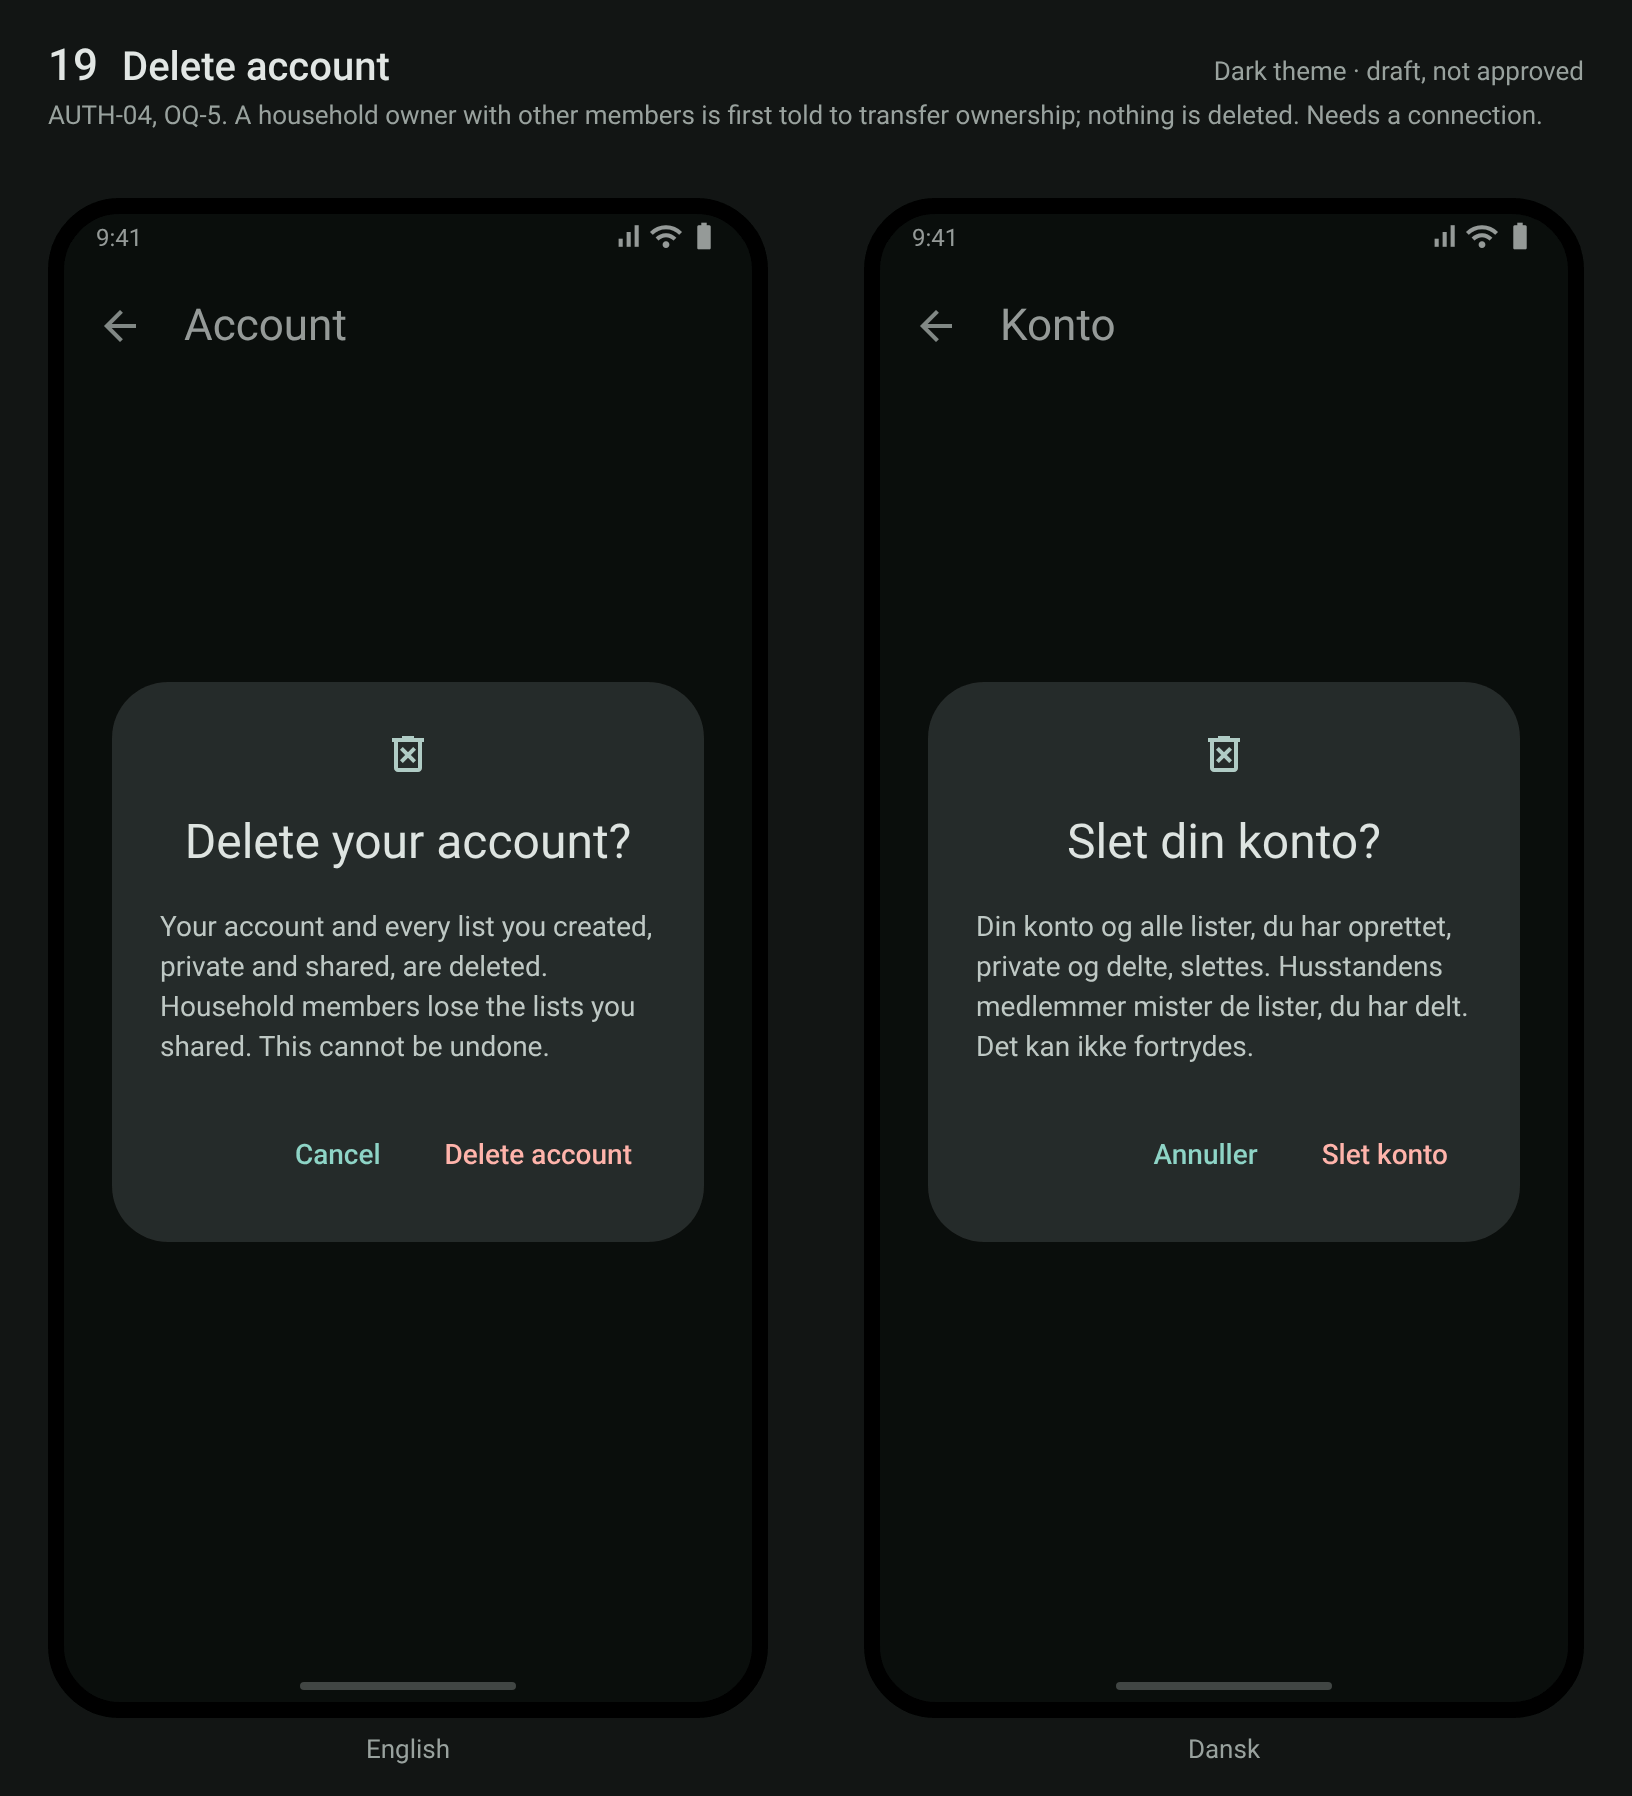 19 Delete account
Dark theme · draft, not approved
AUTH-04, OQ-5. A household owner with other members is first told to transfer ownership; nothing is deleted. Needs a connection.
9:41
Account
Delete your account?
Your account and every list you created,
private and shared, are deleted.
Household members lose the lists you
shared. This cannot be undone.
Cancel
Delete account
English
9:41
Konto
Slet din konto?
Din konto og alle lister, du har oprettet,
private og delte, slettes. Husstandens
medlemmer mister de lister, du har delt.
Det kan ikke fortrydes.
Annuller
Slet konto
Dansk